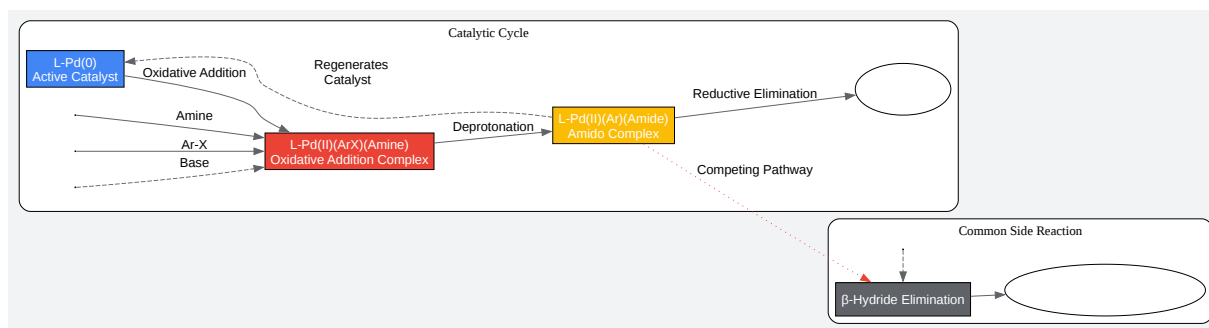 Catalytic Cycle
L-Pd(0)
Active Catalyst
Oxidative Addition
Regenerates
Catalyst
Amine
Ar-X
Base
L-Pd(II)(ArX)(Amine)
Oxidative Addition Complex
Deprotonation
L-Pd(II)(Ar)(Amide)
Amido Complex
Reductive Elimination
Competing Pathway
Common Side Reaction
β-Hydride Elimination